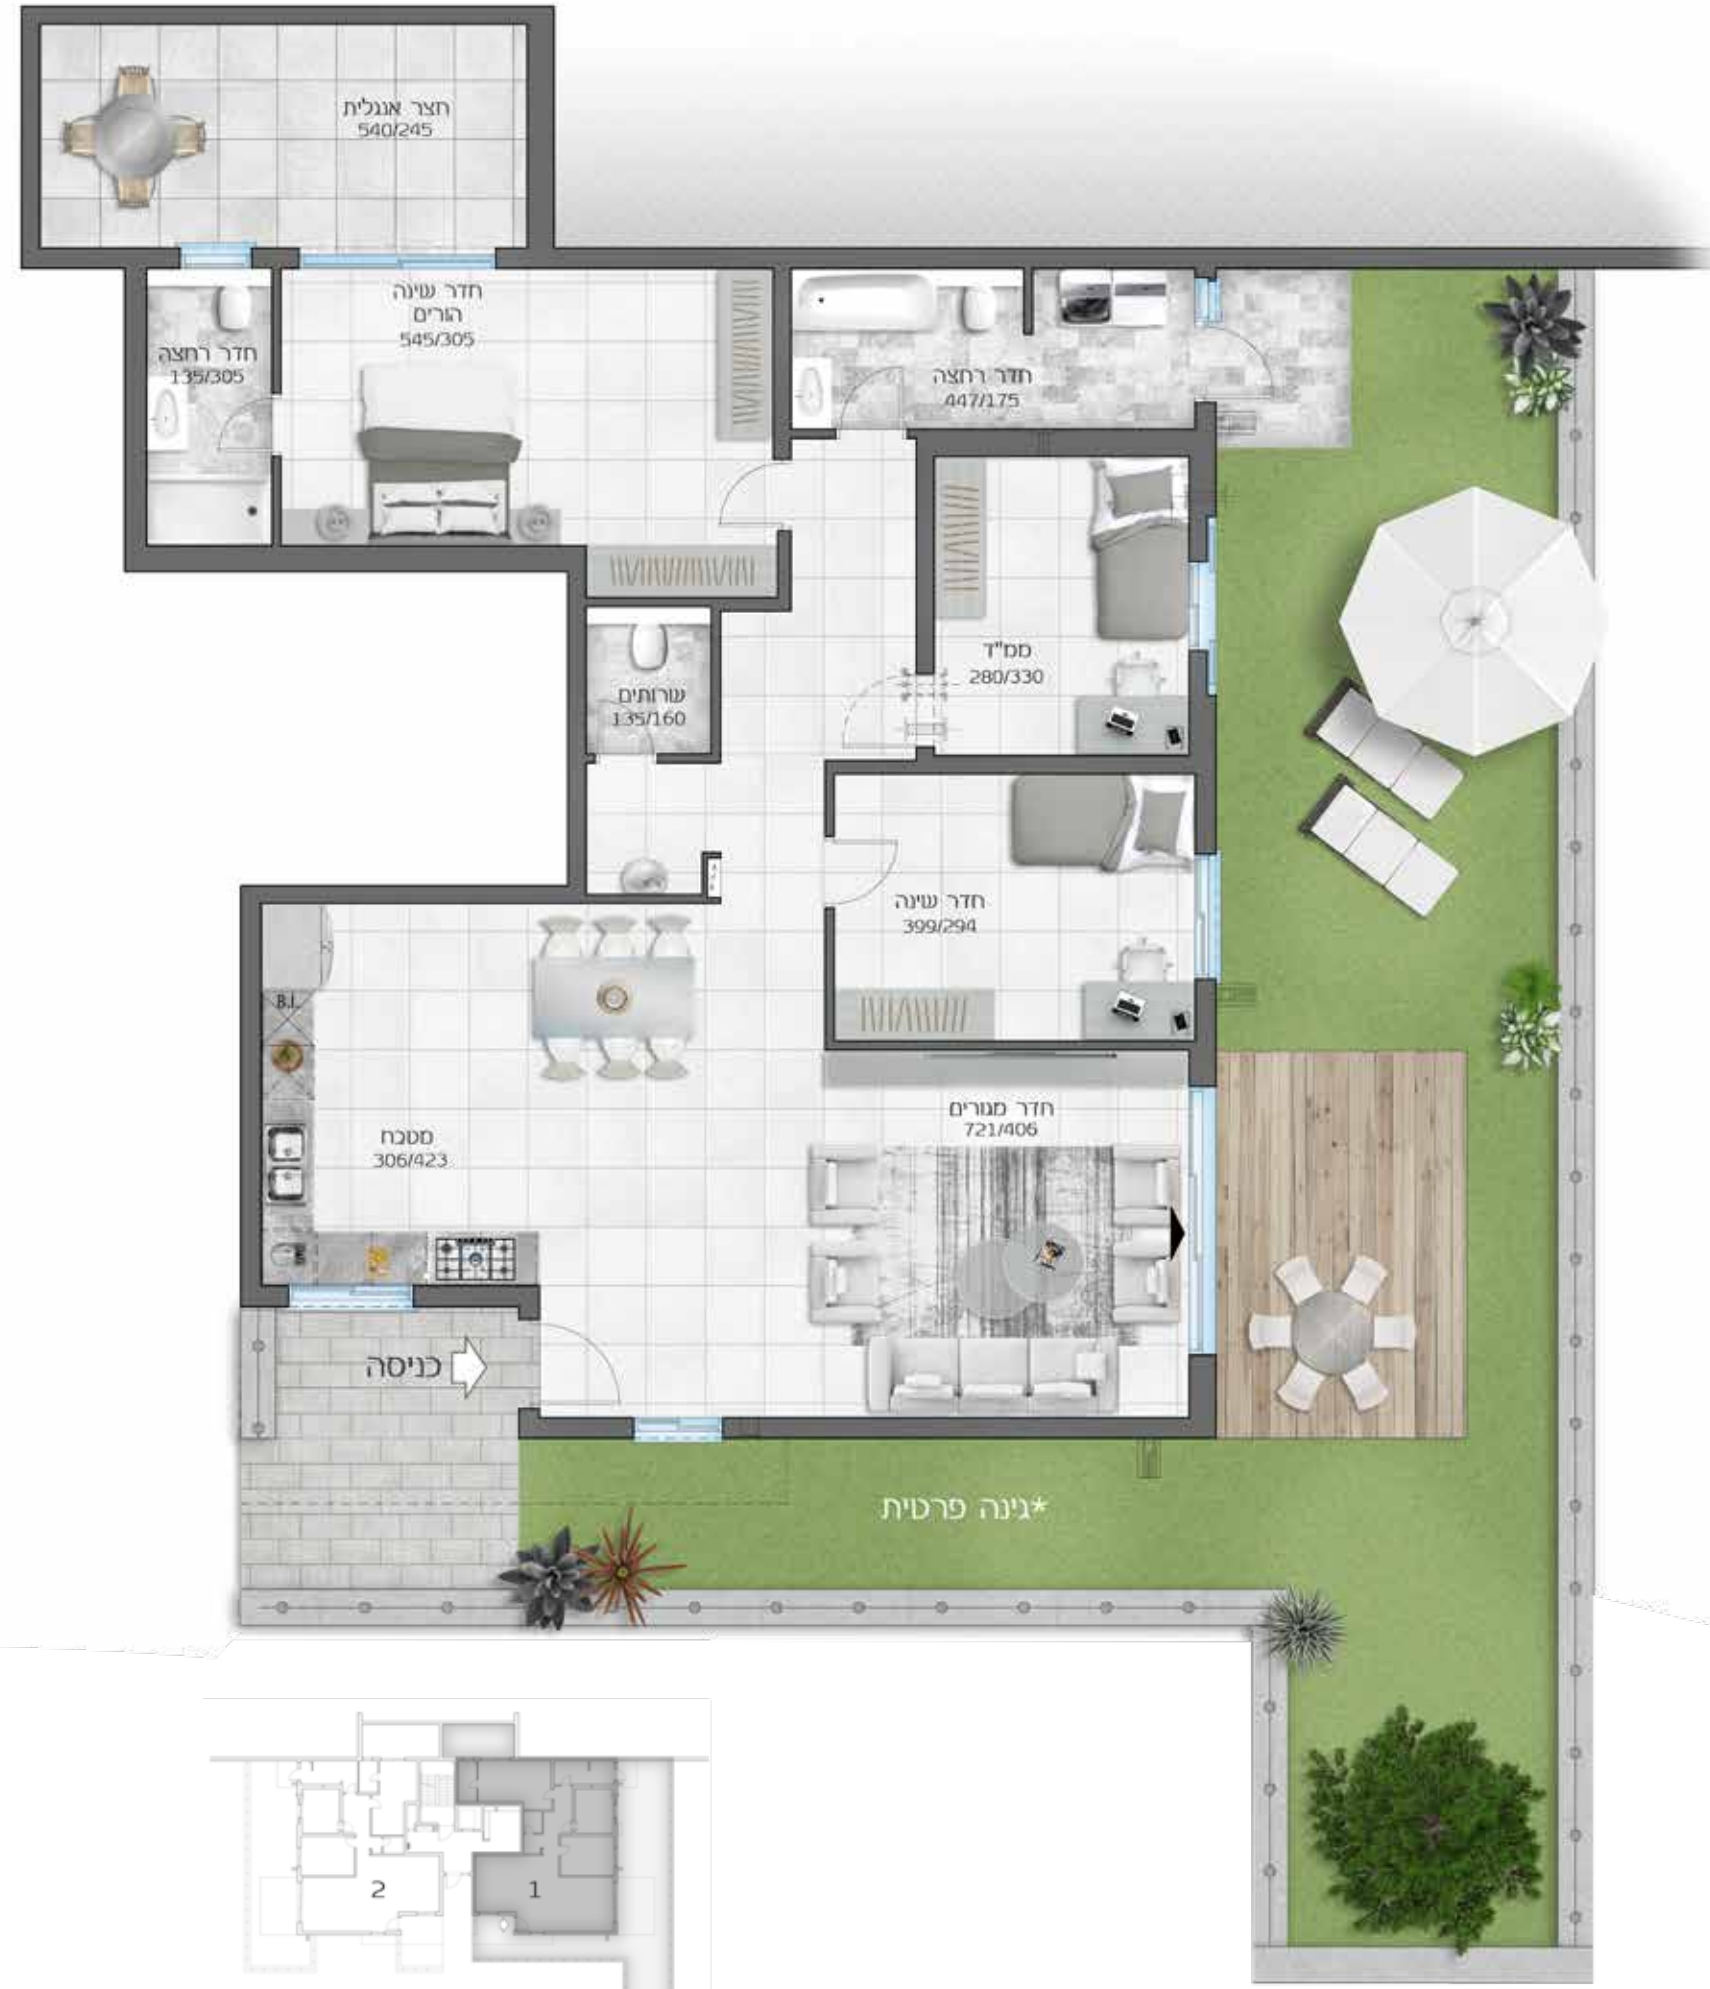 חצר אנגלית
540/245
חדר שינה
הורים
545/305
חדר רחצה
135/305
חדר רחצה
447/175
ממ"ד
280/330
שרותים
135/160
חדר שינה
399/294
B.I.
חדר מגורים
721/406
מטבח
306/423
כניסה
*גינה פרטית
2
1